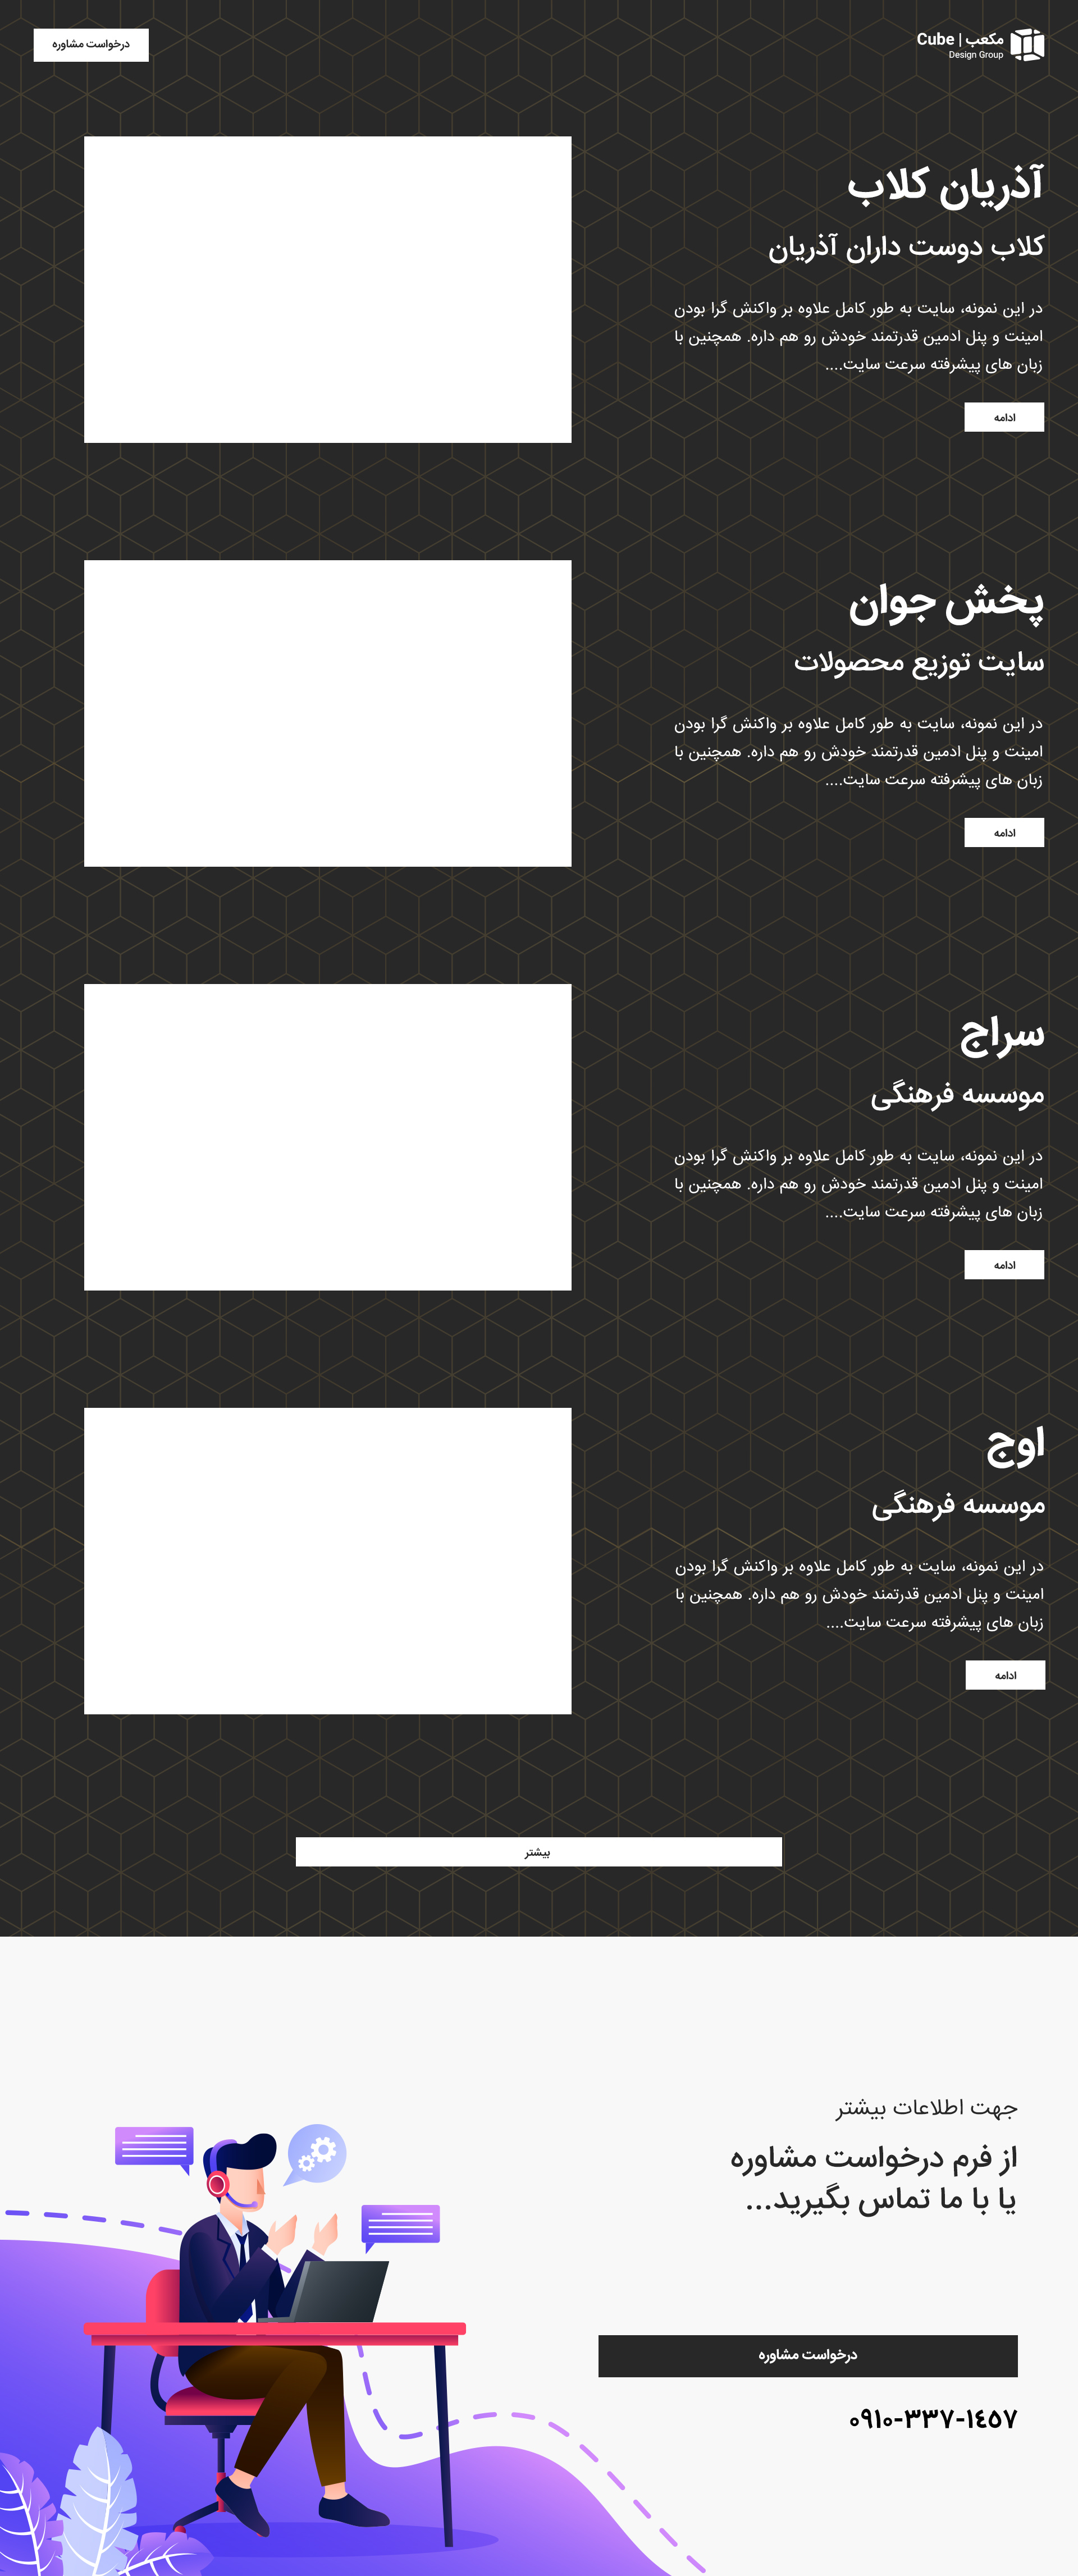 مکعب | Cube
Design Group
درخواست مشاوره
آذریان کلاب
کلاب دوست داران آذریان
در این نمونه، سایت به طور کامل علاوه بر واکنش گرا بودن
امینت و پنل ادمین قدرتمند خودش رو هم داره. همچنین با
زبان های پیشرفته سرعت سایت....
ادامه
پخش جوان
سایت توزیع محصولات
در این نمونه، سایت به طور کامل علاوه بر واکنش گرا بودن
امینت و پنل ادمین قدرتمند خودش رو هم داره. همچنین با
زبان های پیشرفته سرعت سایت....
ادامه
سراج
موسسه فرهنگی
در این نمونه، سایت به طور کامل علاوه بر واکنش گرا بودن
امینت و پنل ادمین قدرتمند خودش رو هم داره. همچنین با
زبان های پیشرفته سرعت سایت....
ادامه
اوج
موسسه فرهنگی
در این نمونه، سایت به طور کامل علاوه بر واکنش گرا بودن
امینت و پنل ادمین قدرتمند خودش رو هم داره. همچنین با
زبان های پیشرفته سرعت سایت....
ادامه
بیشتر
جهت اطلاعات بیشتر
از فرم درخواست مشاوره
یا با ما تماس بگیرید...
درخواست مشاوره
۰۹۱۰-۳۳۷-۱٤٥۷